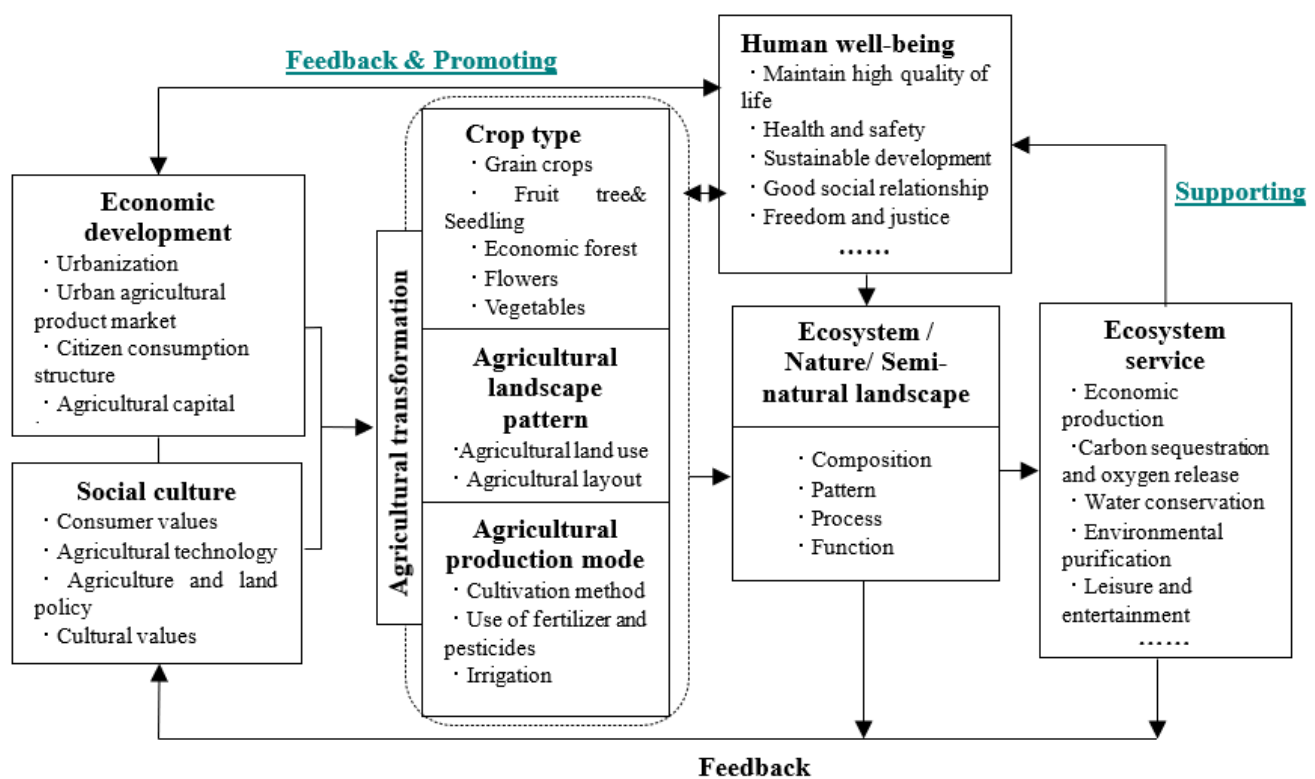 Feedback & Promoting
Human well-being
· Maintain high quality of
life
· Health and safety
· Sustainable development
· Good social relationship
· Freedom and justice
……
Supporting
Economic
development
· Urbanization
· Urban agricultural
product market
· Citizen consumption
structure
· Agricultural capital
.
Social culture
· Consumer values
· Agricultural technology
· Agriculture and land
policy
· Cultural values
Agricultural transformation
Crop type
· Grain crops
· Fruit tree&
Seedling
· Economic forest
· Flowers
· Vegetables
Agricultural
landscape
pattern
·Agricultural land use
· Agricultural layout
Agricultural
production mode
· Cultivation method
· Use of fertilizer and
pesticides
· Irrigation
Ecosystem /
Nature/ Semi-
natural landscape
· Composition
· Pattern
· Process
· Function
Ecosystem
service
· Economic
production
·Carbon sequestration
and oxygen release
· Water conservation
· Environmental
purification
· Leisure and
entertainment
……
Feedback